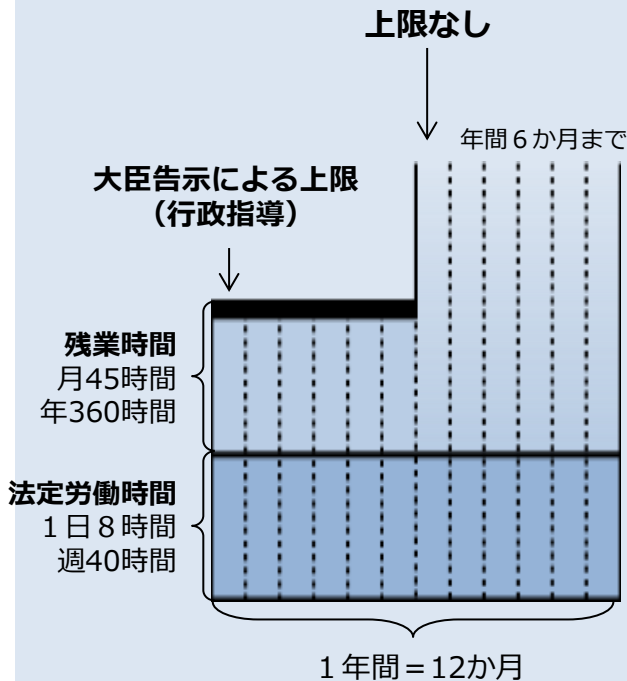 上限なし
年間６か月まで
大臣告示による上限
（行政指導）
残業時間
月45時間
年360時間
法定労働時間
１日８時間
週40時間
１年間＝12か月